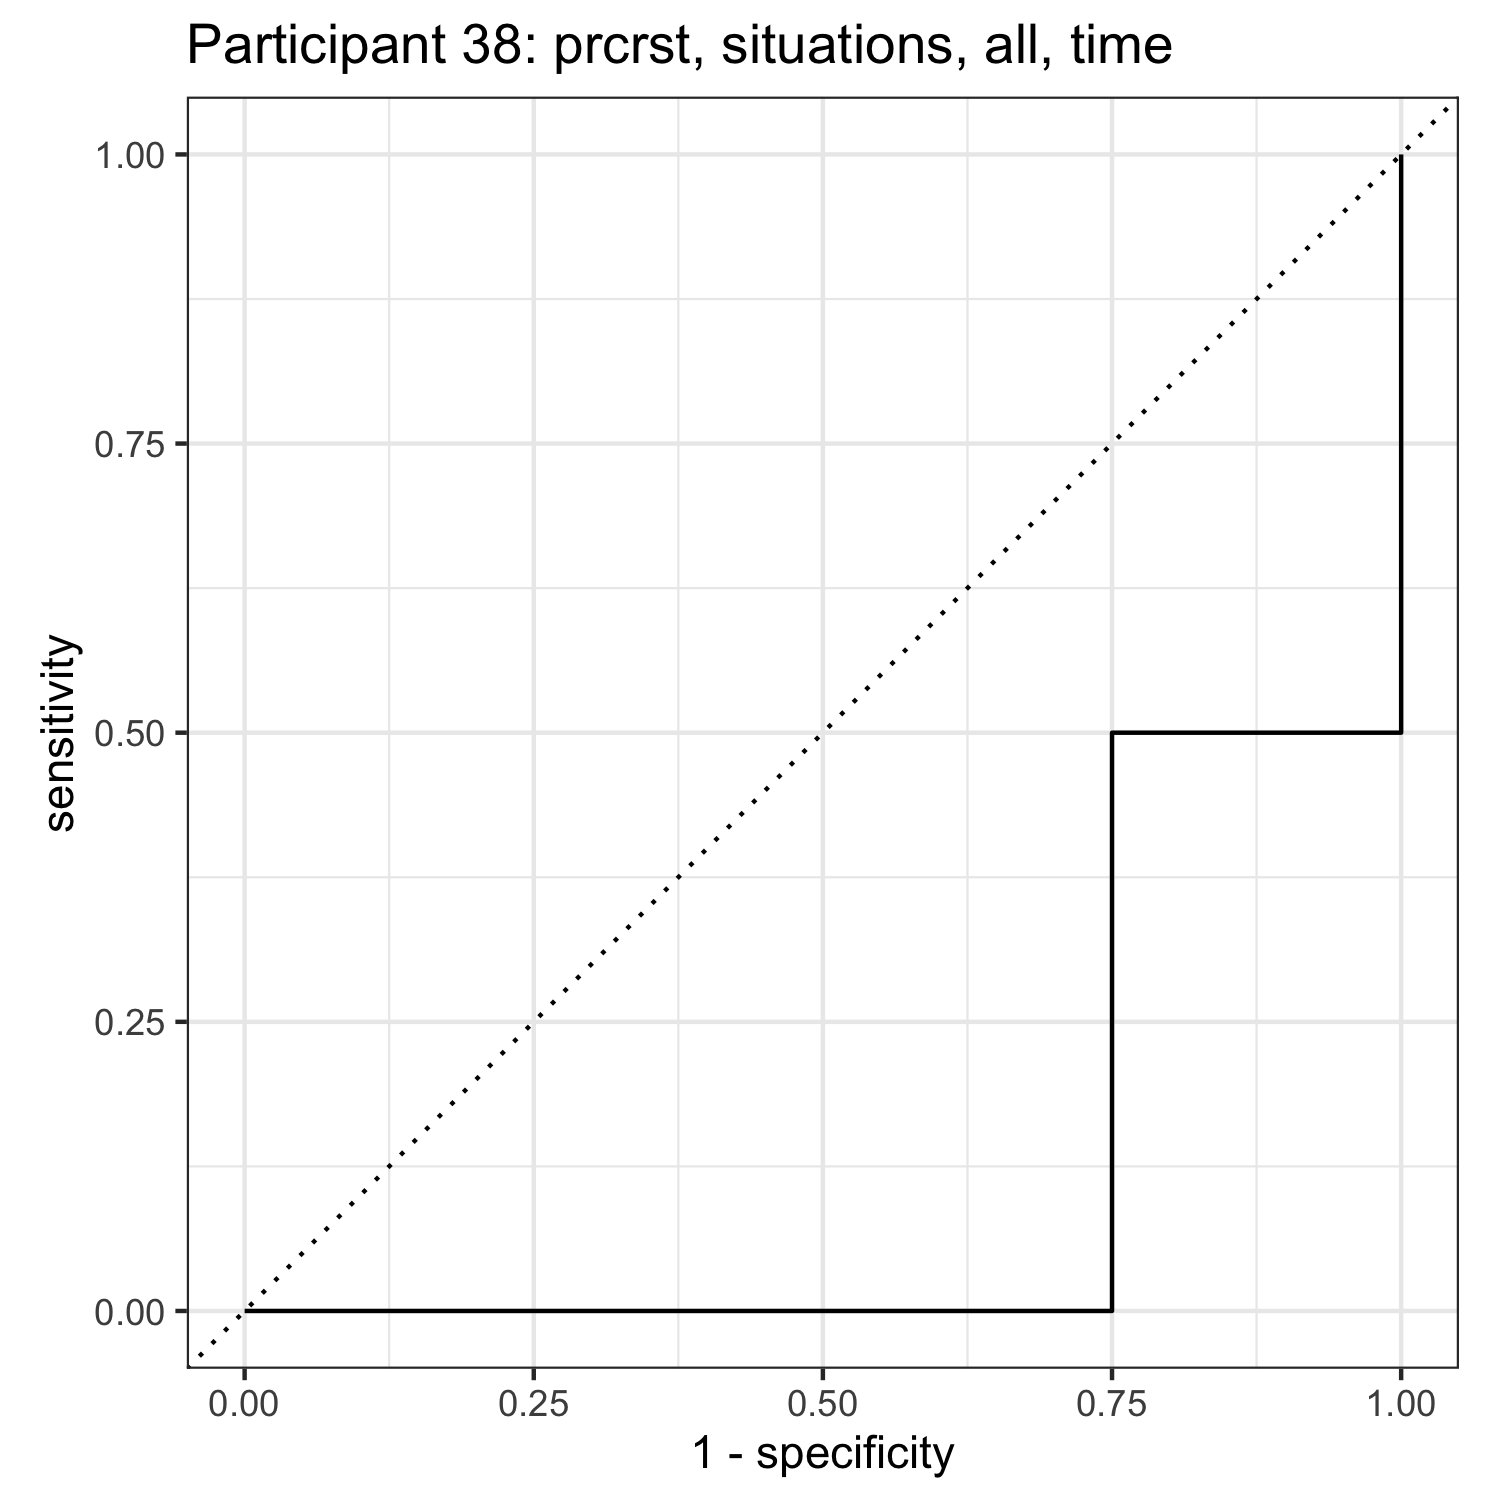 Participant 38: prcrst, situations, all, time
1.00
0.75
0.50
0.25
0.00
sensitivity
0.00 0.25 0.50 0.75 1.00
1 - specificity